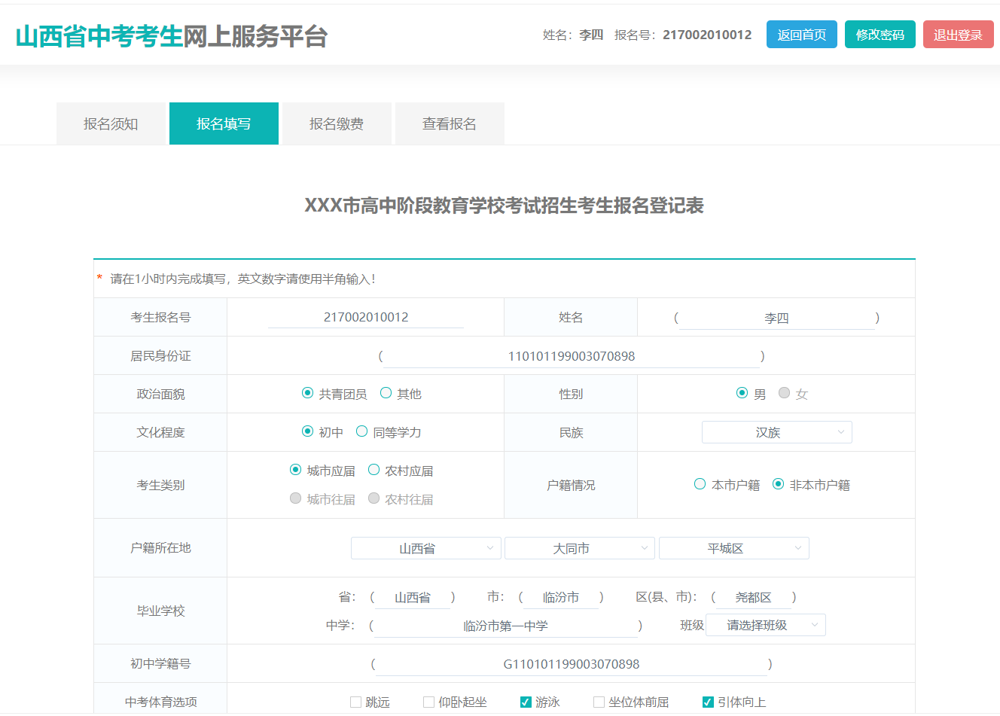 山西省中考考生网上服务平台 姓名：李四 报名号：217002010012 返回首页 修改密码 退出登录
报名须知 报名填写 报名缴费 查看报名
XXX市高中阶段教育学校考试招生考生报名登记表
* 请在1小时内完成填写，英文数字请使用半角输入！
考生报名号 217002010012 姓名 （ 李四 ）
居民身份证 （ 110101199003070898 ）
政治面貌 共青团员 其他 性别 男 女
文化程度 初中 同等学力 民族 汉族
考生类别 城市应届 农村应届 户籍情况 本市户籍 非本市户籍
城市往届 农村往届
户籍所在地 山西省 大同市 平城区
毕业学校 省：（ 山西省 ） 市：（ 临汾市 ） 区(县、市)：（ 尧都区 ）
中学：（ 临汾市第一中学 ） 班级 请选择班级
初中学籍号 （ G110101199003070898 ）
中考体育选项 跳远 仰卧起坐 游泳 坐位体前屈 引体向上